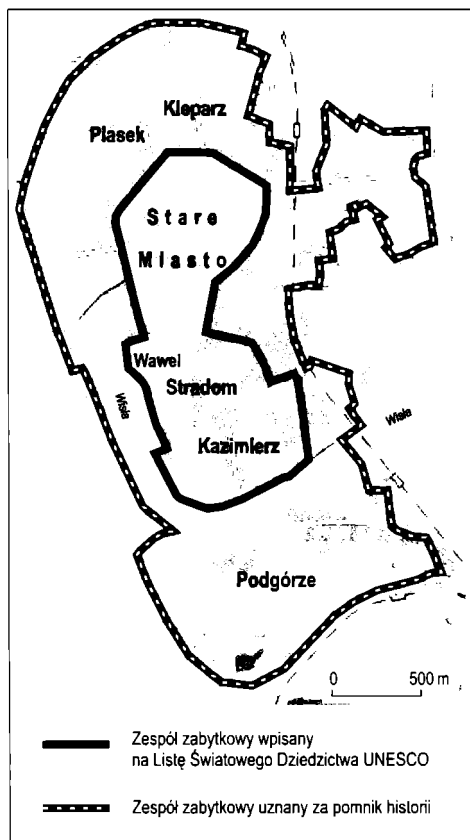 Kleparz
Piasek
Stare
Miasto
Wawel
Stradom
Wisła
Kazimierz
Wisła
Podgórze
0 500 m
Zespół zabytkowy wpisany
na Listę Światowego Dziedzictwa UNESCO
Zespół zabytkowy uznany za pomnik historii